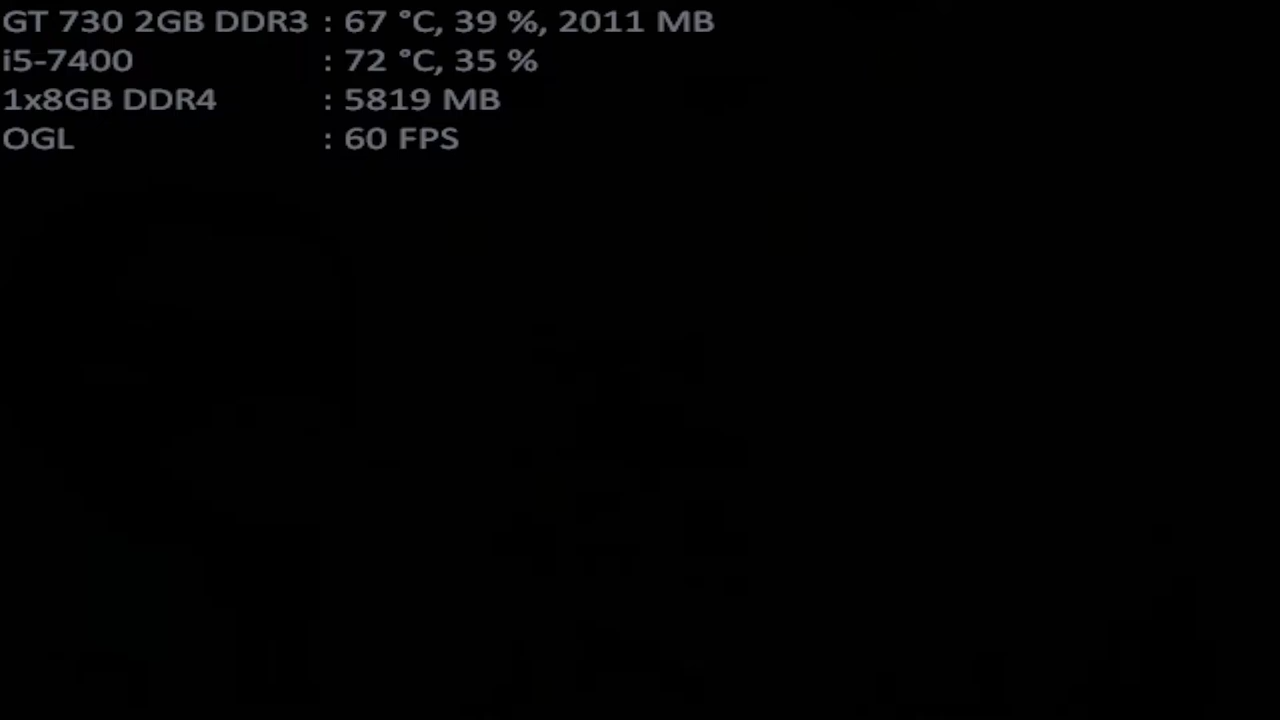 GT 730 2GB DDR3 : 67 °C, 39 %, 2011 MB
i5-7400 : 72 °C, 35 %
1x8GB DDR4 : 5819 MB
OGL : 60 FPS